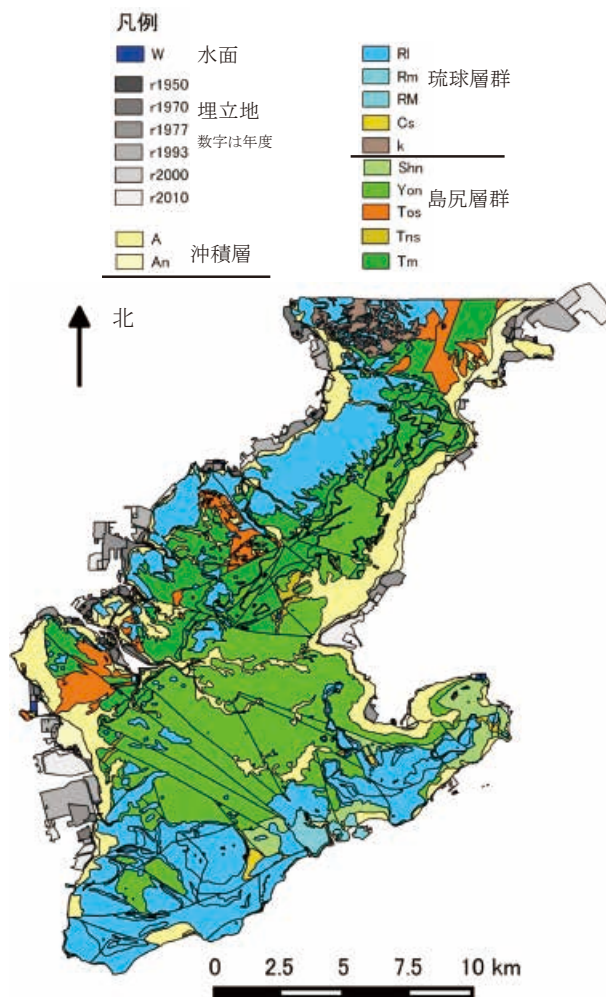 凡例
W 水面
r1950
r1970 埋立地
r1977
数字は年度
r1993
r2000
r2010
A
An 沖積層
Rl
Rm 琉球層群
RM
Cs
k
Shn
Yon 島尻層群
Tos
Tns
Tm
北
0 2.5 5 7.5 10 km